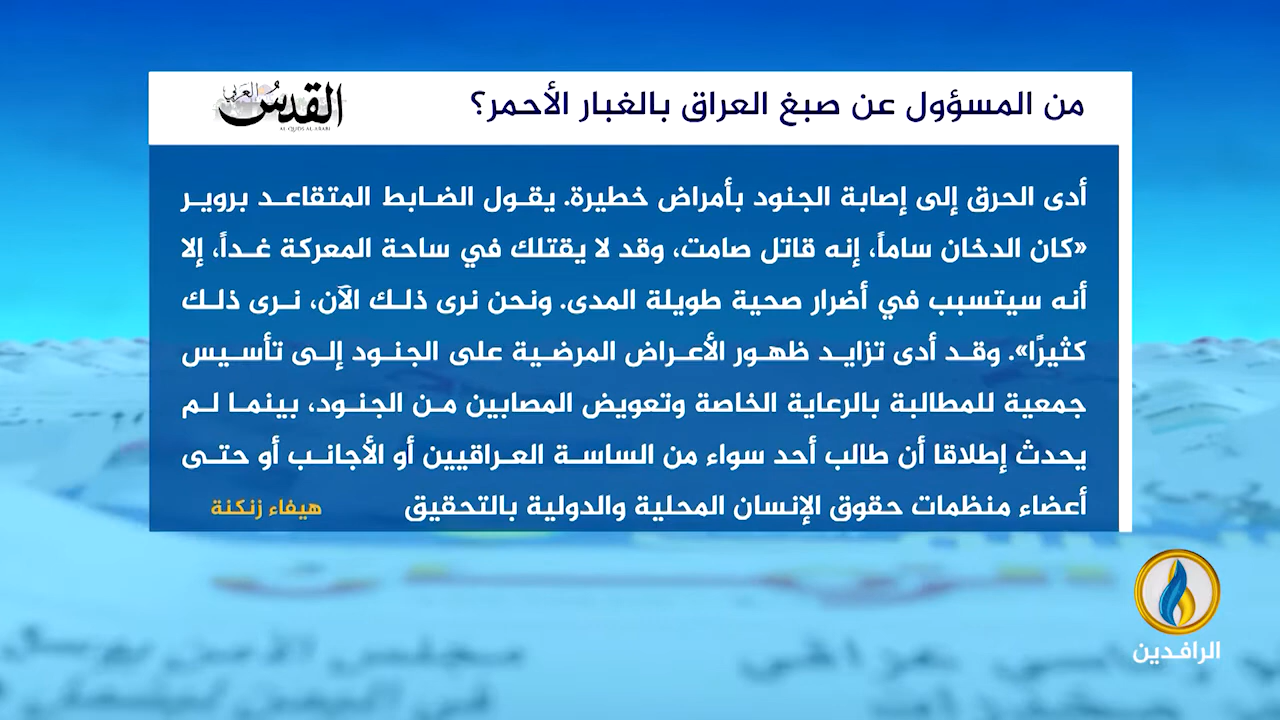 من المسؤول عن صبغ العراق بالغبار الأحمر؟
القدس العربي
AL-QUDS AL-ARABI
أدى الحرق إلى إصابة الجنود بأمراض خطيرة. يقول الضابط المتقاعد بروير
«كان الدخان ساماً، إنه قاتل صامت، وقد لا يقتلك في ساحة المعركة غداً، إلا
أنه سيتسبب في أضرار صحية طويلة المدى. ونحن نرى ذلك الآن، نرى ذلك
كثيرًا». وقد أدى تزايد ظهور الأعراض المرضية على الجنود إلى تأسيس
جمعية للمطالبة بالرعاية الخاصة وتعويض المصابين من الجنود، بينما لم
يحدث إطلاقا أن طالب أحد سواء من الساسة العراقيين أو الأجانب أو حتى
أعضاء منظمات حقوق الإنسان المحلية والدولية بالتحقيق
هيفاء زنكنة
الرافدين
مجلس الأمن
في اليمن